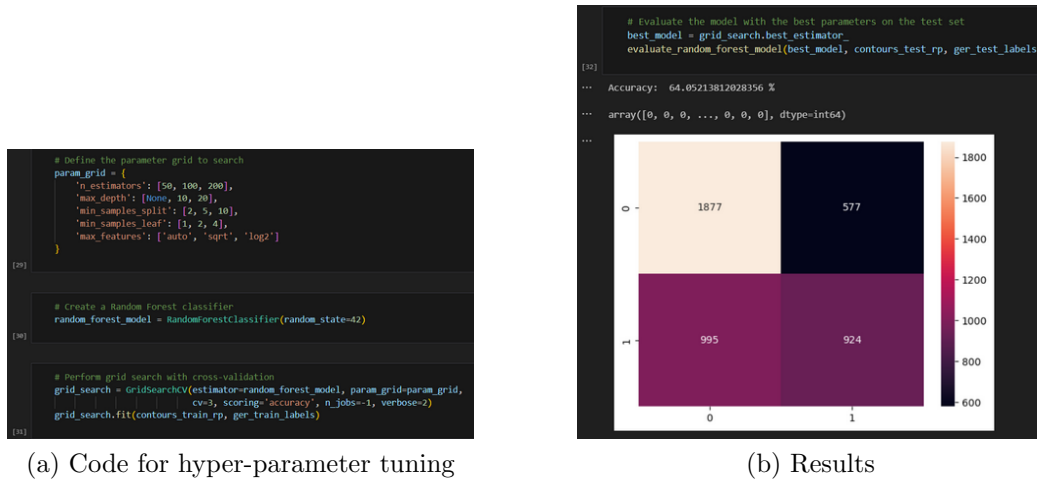 # Define the parameter grid to search
param_grid = {
'n_estimators': [50, 100, 200],
'max_depth': [None, 10, 20],
'min_samples_split': [2, 5, 10],
'min_samples_leaf': [1, 2, 4],
'max_features': ['auto', 'sqrt', 'log2']
}
[29]
# Create a Random Forest classifier
random_forest_model = RandomForestClassifier(random_state=42)
[30]
# Perform grid search with cross-validation
grid_search = GridSearchCV(estimator=random_forest_model, param_grid=param_grid,
cv=3, scoring='accuracy', n_jobs=-1, verbose=2)
grid_search.fit(contours_train_rp, ger_train_labels)
[31]
(a) Code for hyper-parameter tuning
# Evaluate the model with the best parameters on the test set
best_model = grid_search.best_estimator_
evaluate_random_forest_model(best_model, contours_test_rp, ger_test_labels
[32]
... Accuracy: 64.05213812028356 %
... array([0, 0, 0, ..., 0, 0, 0], dtype=int64)
...
0
1877
577
1
995
924
0
1
1800
1600
1400
1200
1000
800
600
(b) Results